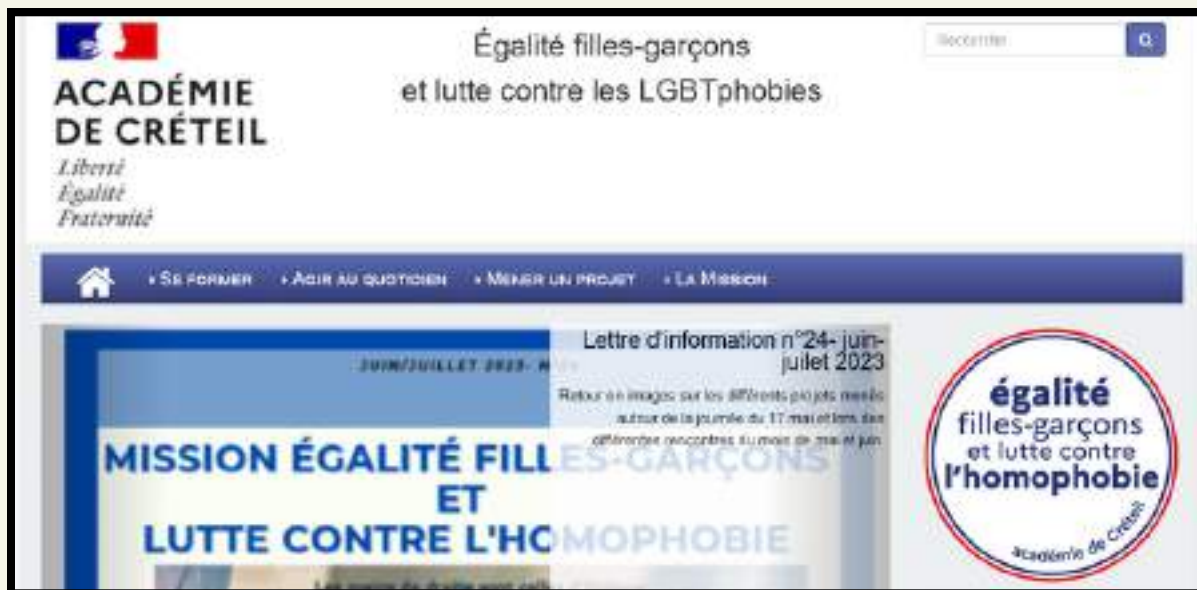 ACADÉMIE
DE CRÉTEIL
Liberté
Égalité
Fraternité
Égalité filles-garçons
et lutte contre les LGBTphobies
Rechercher
• SE FORMER • AGIR AU QUOTIDIEN • MENER UN PROJET • LA MISSION
JUIN/JUILLET 2023- N
Lettre d'information n°24- juin-
juillet 2023
Retour en images sur les différents projets menés
autour de la journée du 17 mai et lors des
différentes rencontres du mois de mai et juin.
MISSION ÉGALITÉ FILLES-GARÇONS
ET
LUTTE CONTRE L'HOMOPHOBIE
égalité
filles-garçons
et lutte contre
l'homophobie
académie de Créteil